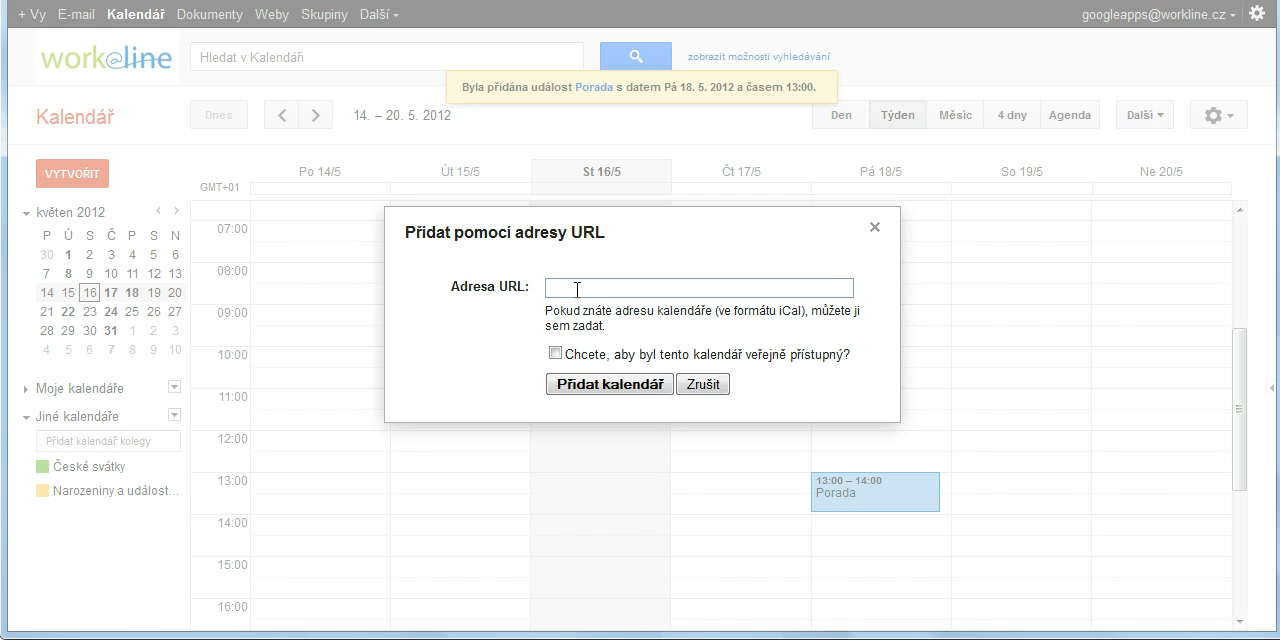 + Vy E-mail Kalendář Dokumenty Weby Skupiny Další googleapps@workline.cz
work@line Hledat v Kalendáři zobrazit možnosti vyhledávání
Byla přidána událost Porada s datem Pá 18. 5. 2012 a časem 13:00.
Kalendář Dnes 14. – 20. 5. 2012 Den Týden Měsíc 4 dny Agenda Další
VYTVOŘIT
GMT+01 Po 14/5 Út 15/5 St 16/5 Čt 17/5 Pá 18/5 So 19/5 Ne 20/5
květen 2012
P Ú S Č P S N
30 1 2 3 4 5 6
7 8 9 10 11 12 13
14 15 16 17 18 19 20
21 22 23 24 25 26 27
28 29 30 31 1 2 3
4 5 6 7 8 9 10
Moje kalendáře
Jiné kalendáře
Přidat kalendář kolegy
České svátky
Narozeniny a událost...
07:00
08:00
09:00
10:00
11:00
12:00
13:00
14:00
15:00
16:00
13:00 – 14:00
Porada
Přidat pomocí adresy URL
Adresa URL:
Pokud znáte adresu kalendáře (ve formátu iCal), můžete ji
sem zadat.
Chcete, aby byl tento kalendář veřejně přístupný?
Přidat kalendář Zrušit